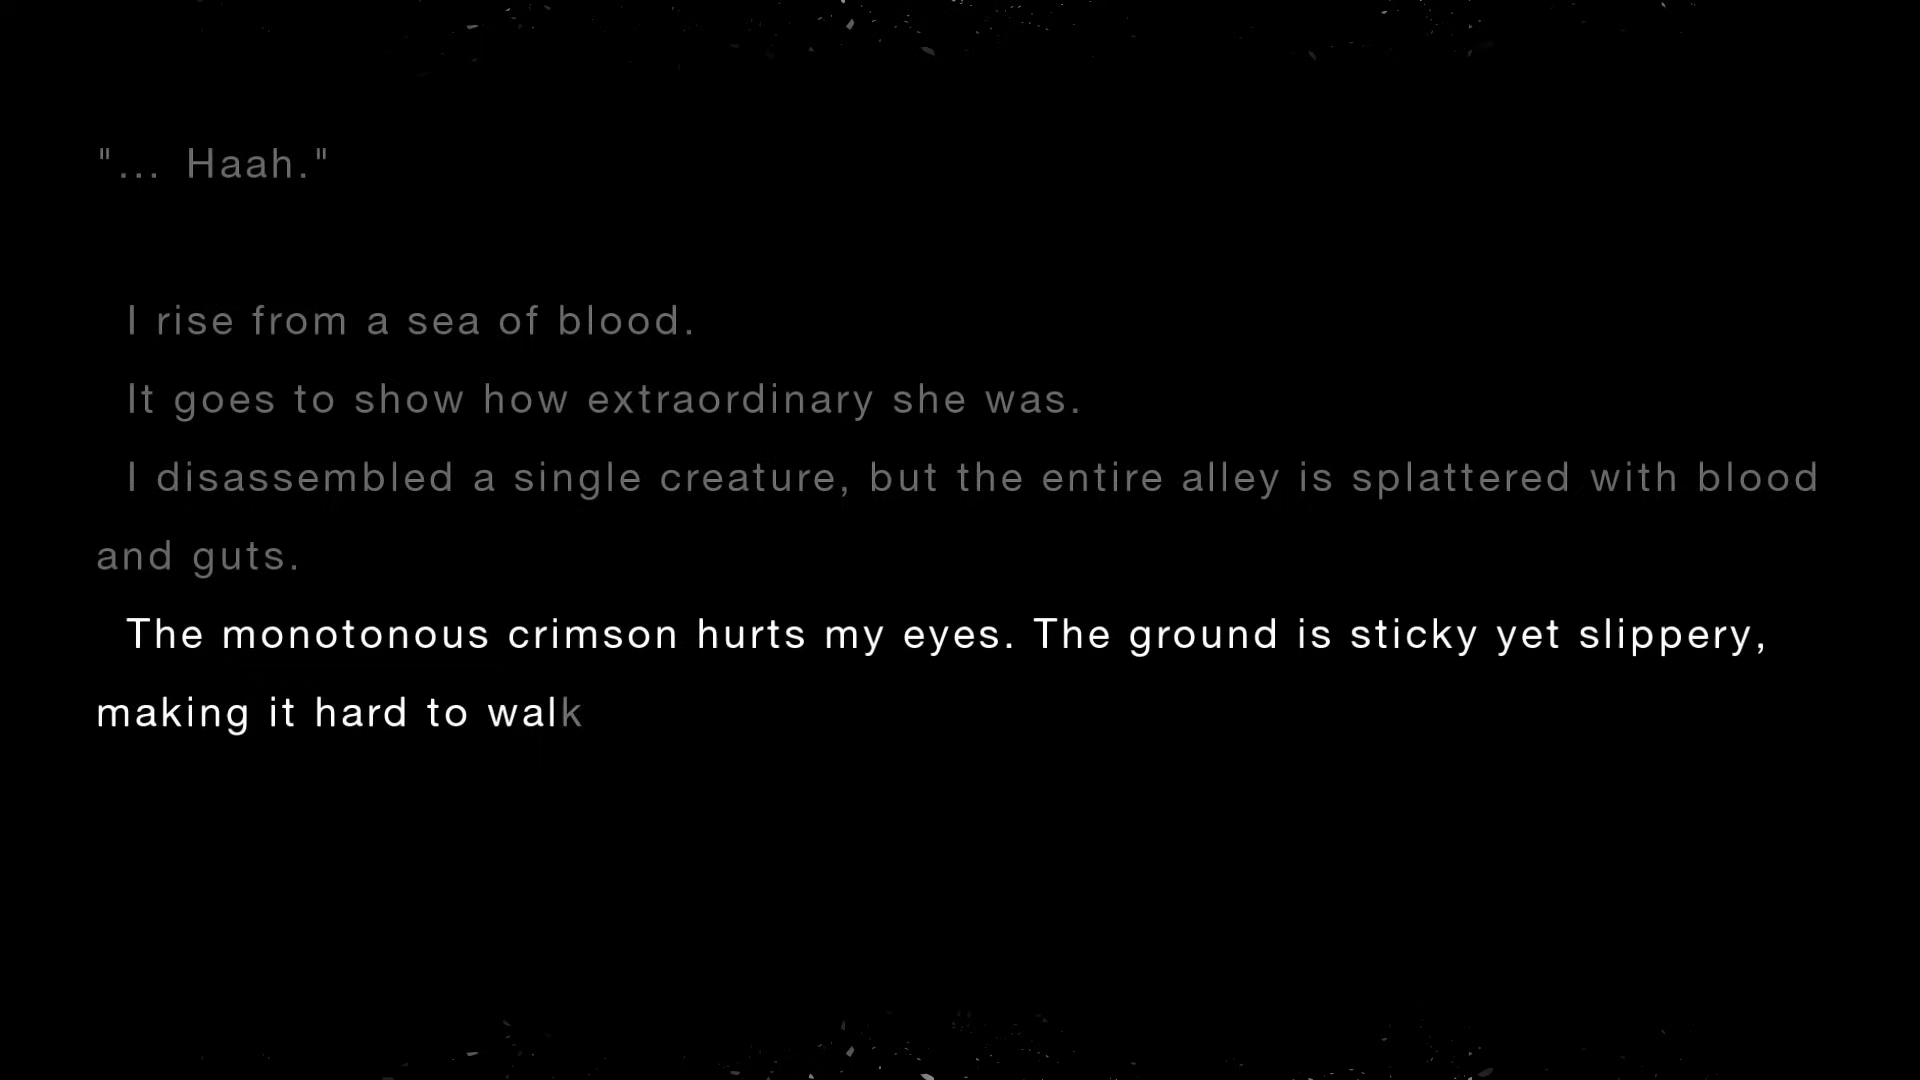 "... Haah."
I rise from a sea of blood.
It goes to show how extraordinary she was.
I disassembled a single creature, but the entire alley is splattered with blood
and guts.
The monotonous crimson hurts my eyes. The ground is sticky yet slippery,
making it hard to walk